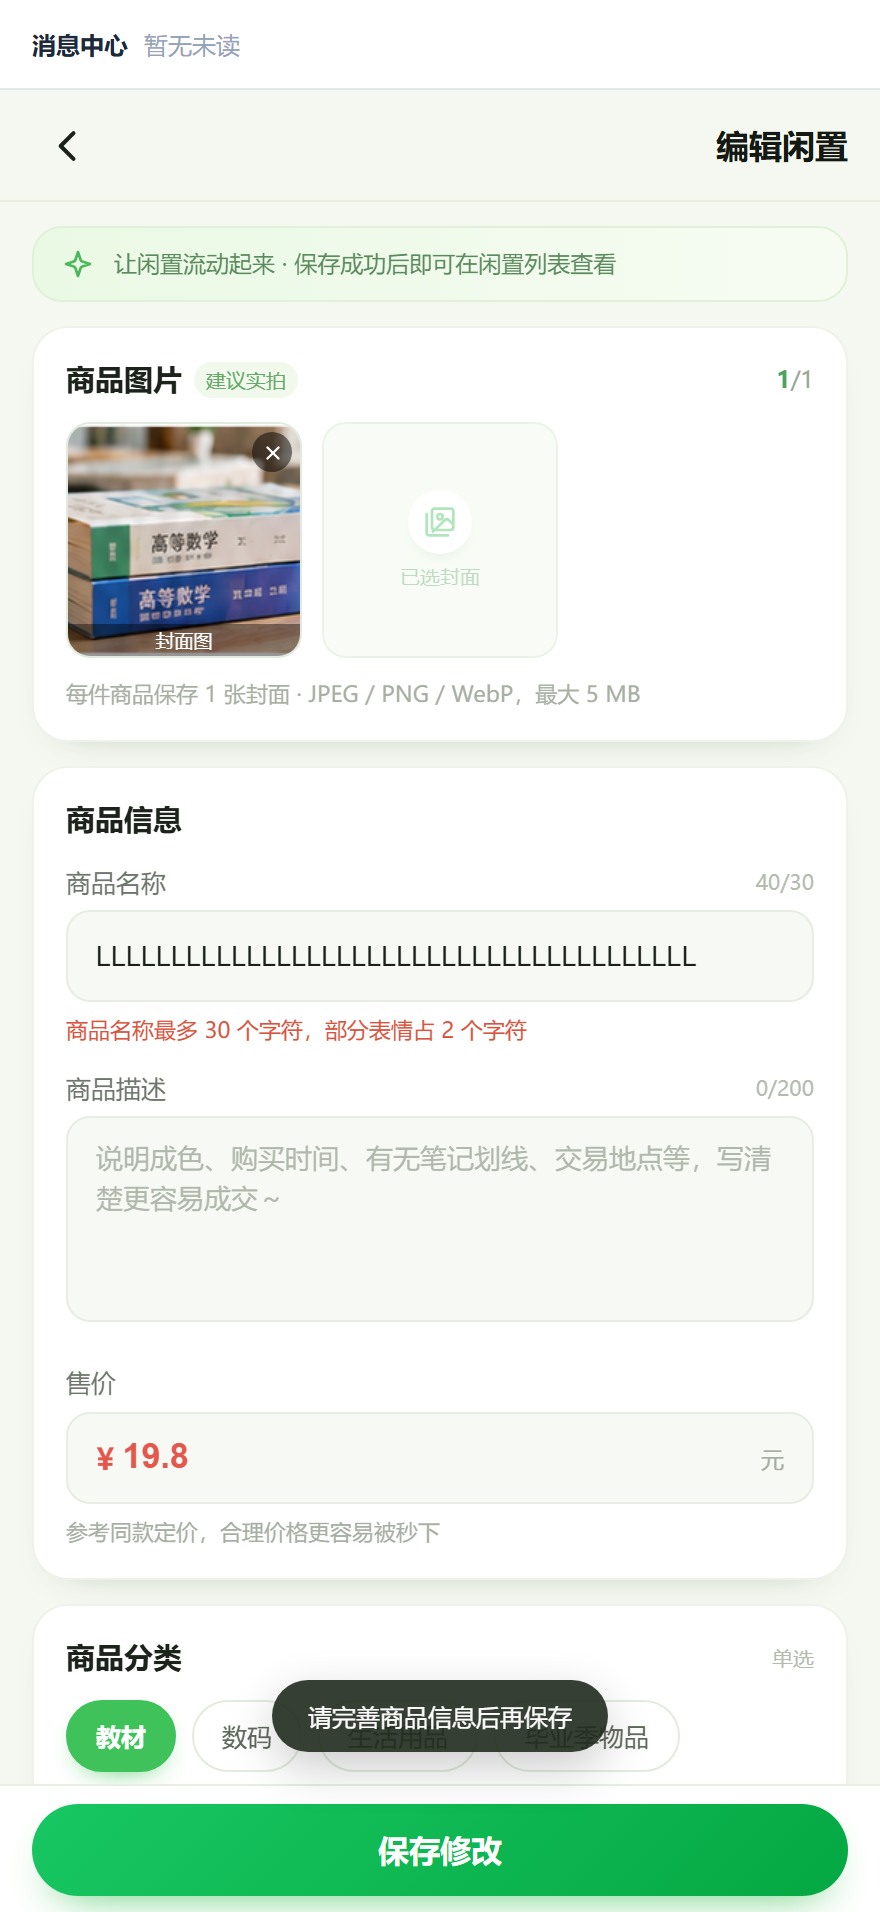 消息中心 暂无未读
编辑闲置
让闲置流动起来 · 保存成功后即可在闲置列表查看
商品图片 建议实拍 1/1
高等数学
高等数学
封面图
已选封面
每件商品保存 1 张封面 · JPEG / PNG / WebP，最大 5 MB
商品信息
商品名称 40/30
LLLLLLLLLLLLLLLLLLLLLLLLLLLLLLLLLLLLLLLL
商品名称最多 30 个字符，部分表情占 2 个字符
商品描述 0/200
说明成色、购买时间、有无笔记划线、交易地点等，写清
楚更容易成交～
售价
¥ 19.8 元
参考同款定价，合理价格更容易被秒下
商品分类 单选
教材 数码 生活用品 毕业季物品
请完善商品信息后再保存
保存修改